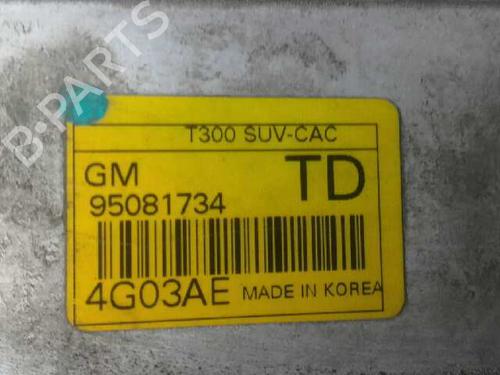 B-PARTS
T300 SUV-CAC
GM TD
95081734
4G03AE MADE IN KOREA